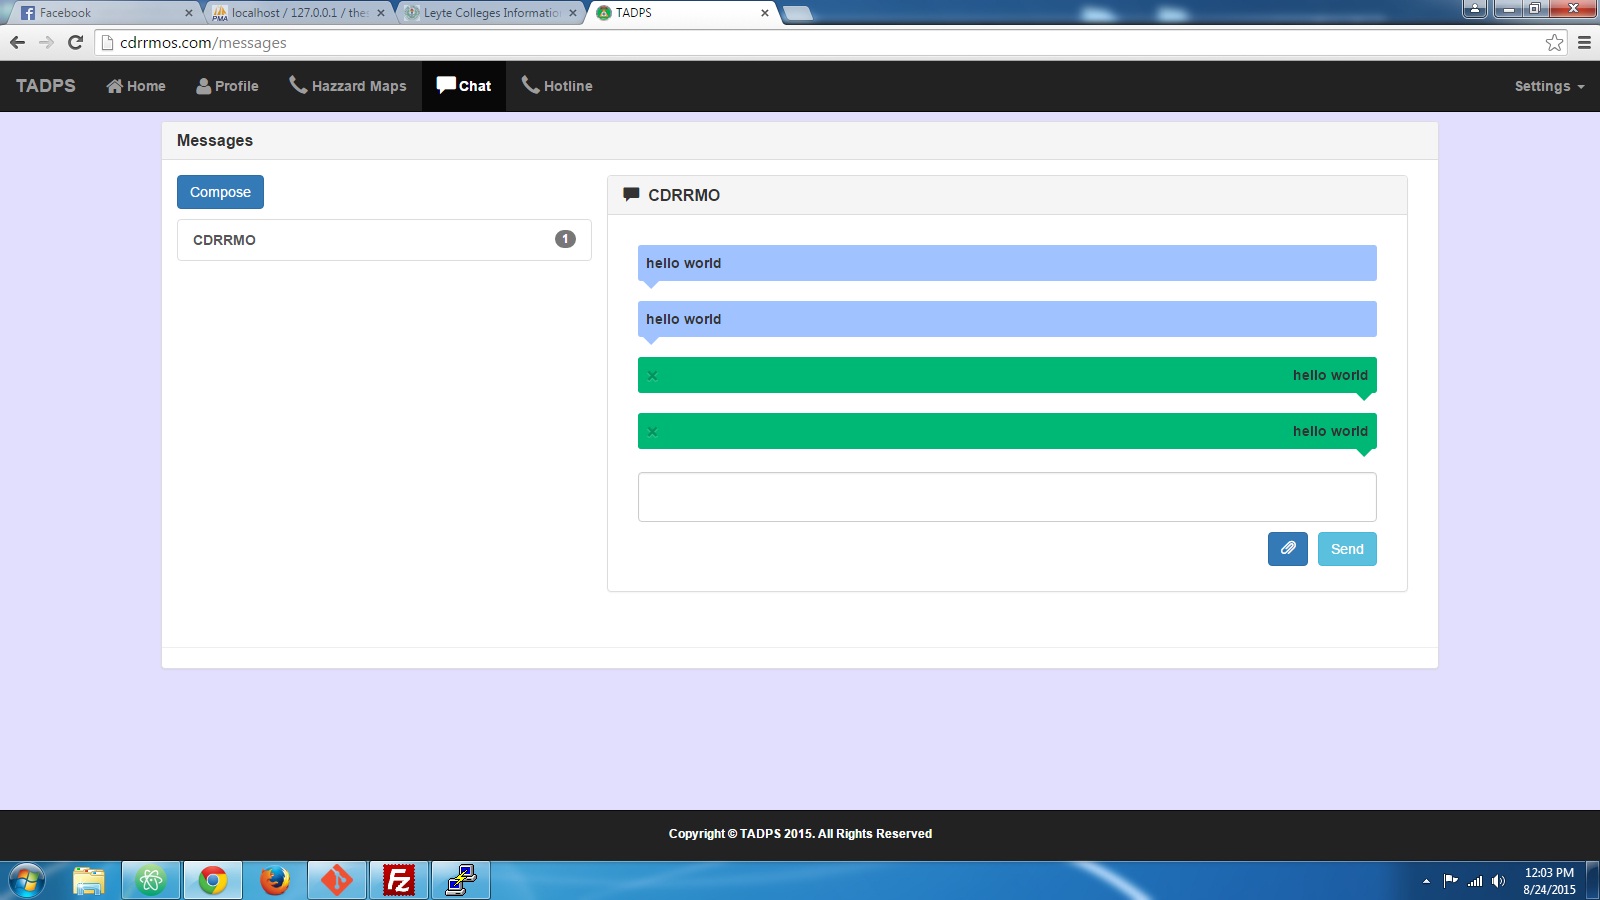 Facebook
localhost / 127.0.0.1 / thes
Leyte Colleges Informatio
TADPS
cdrrmos.com/messages
TADPS Home Profile Hazzard Maps Chat Hotline Settings
Messages
Compose
CDRRMO 1
CDRRMO
hello world
hello world
hello world
hello world
Send
Copyright © TADPS 2015. All Rights Reserved
12:03 PM
8/24/2015